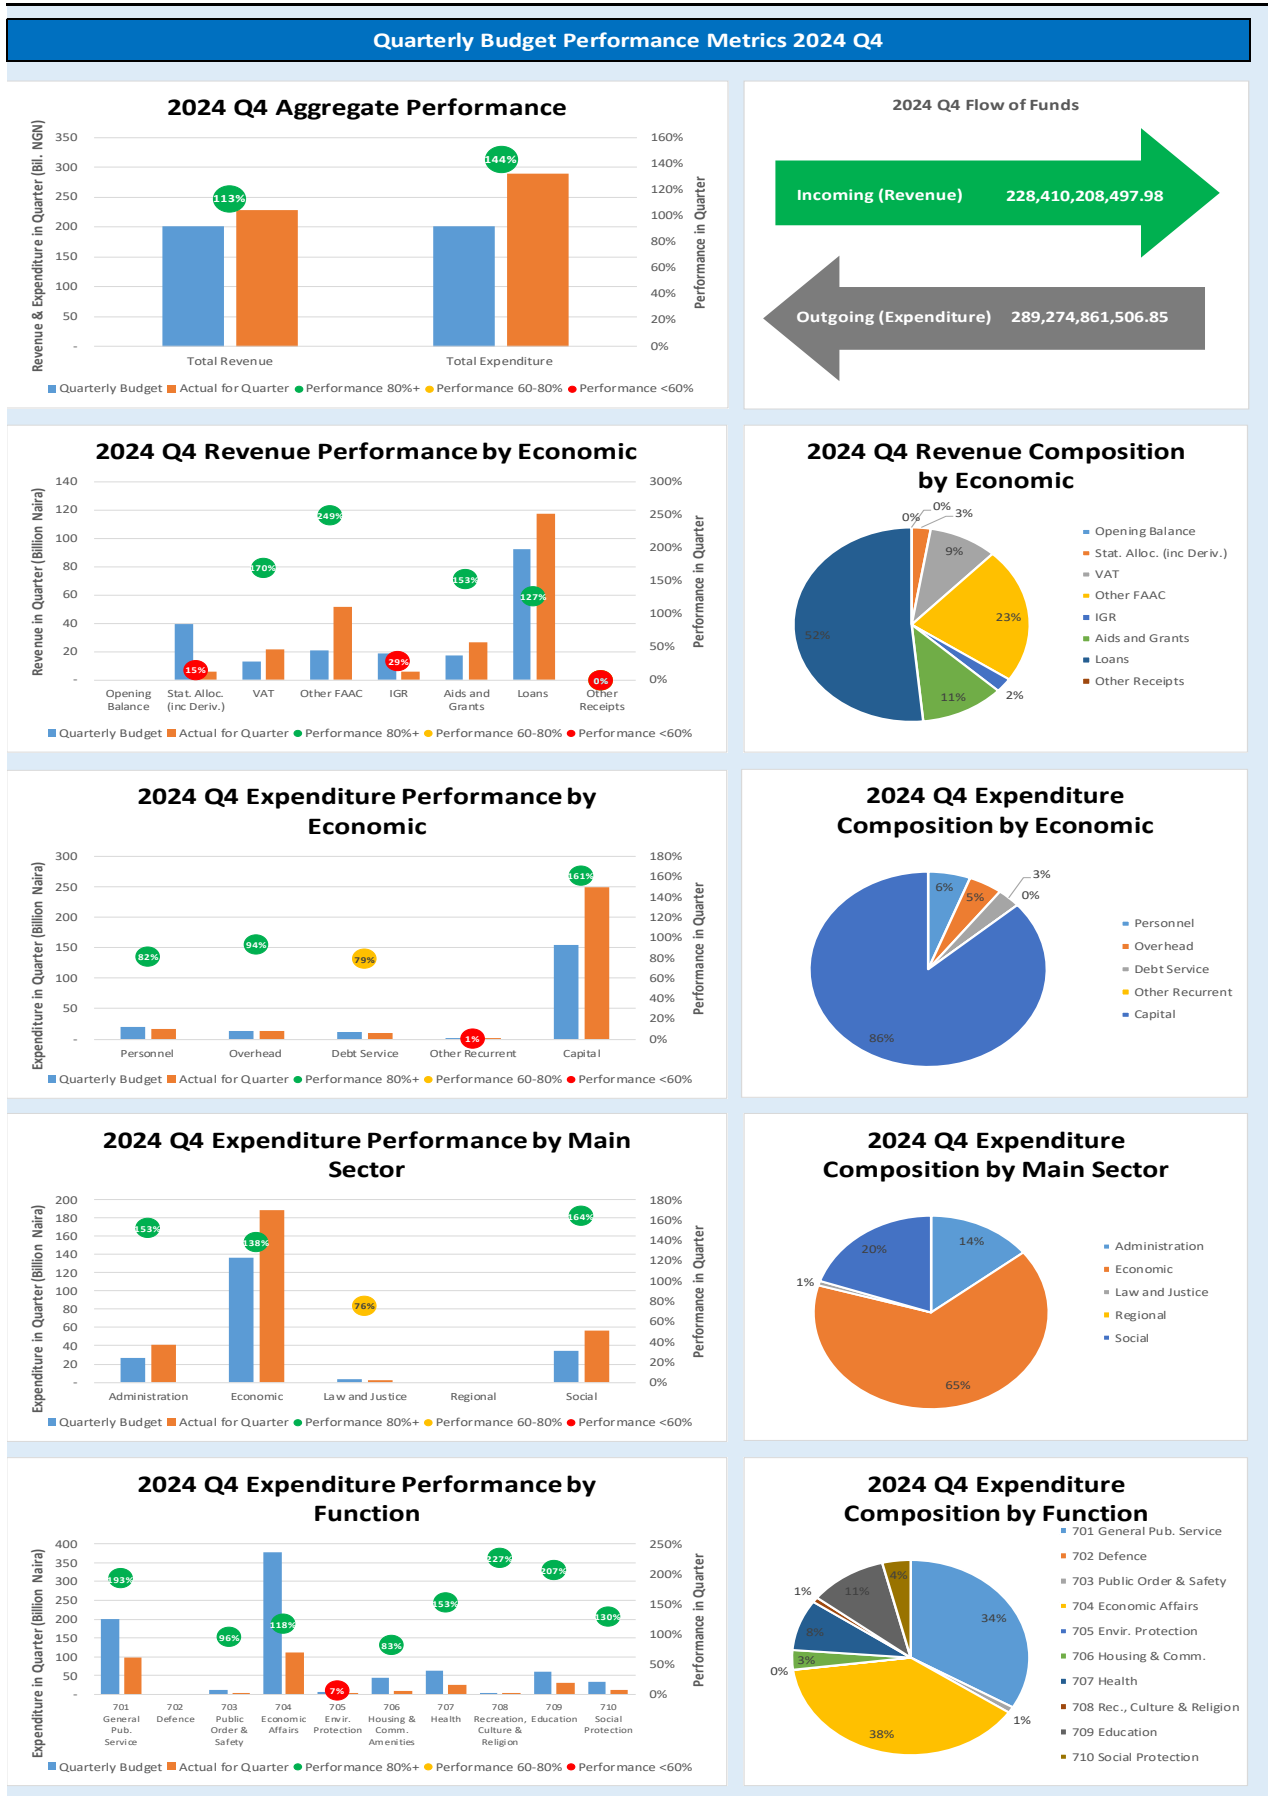 Quarterly Budget Performance Metrics 2024 Q4
2024 Q4 Aggregate Performance
Revenue & Expenditure in Quarter (Bil. NGN)
350
300
250
200
150
100
50
-
160%
140%
120%
100%
80%
60%
40%
20%
0%
Performance in Quarter
113%
144%
Total Revenue
Total Expenditure
Quarterly Budget Actual for Quarter Performance 80%+ Performance 60-80% Performance <60%
2024 Q4 Flow of Funds
Incoming (Revenue) 228,410,208,497.98
Outgoing (Expenditure) 289,274,861,506.85
2024 Q4 Revenue Performance by Economic
Revenue in Quarter (Billion Naira)
140
120
100
80
60
40
20
-
300%
250%
200%
150%
100%
50%
0%
Performance in Quarter
15%
170%
249%
29%
153%
127%
0%
Opening
Balance
Stat. Alloc.
(inc Deriv.)
VAT
Other FAAC
IGR
Aids and
Grants
Loans
Other
Receipts
Quarterly Budget Actual for Quarter Performance 80%+ Performance 60-80% Performance <60%
2024 Q4 Revenue Composition
by Economic
0%
0%
3%
9%
23%
2%
11%
52%
Opening Balance
Stat. Alloc. (inc Deriv.)
VAT
Other FAAC
IGR
Aids and Grants
Loans
Other Receipts
2024 Q4 Expenditure Performance by
Economic
Expenditure in Quarter (Billion Naira)
300
250
200
150
100
50
-
180%
160%
140%
120%
100%
80%
60%
40%
20%
0%
Performance in Quarter
82%
94%
79%
1%
161%
Personnel
Overhead
Debt Service
Other Recurrent
Capital
Quarterly Budget Actual for Quarter Performance 80%+ Performance 60-80% Performance <60%
2024 Q4 Expenditure
Composition by Economic
6%
5%
3%
0%
86%
Personnel
Overhead
Debt Service
Other Recurrent
Capital
2024 Q4 Expenditure Performance by Main
Sector
Expenditure in Quarter (Billion Naira)
200
180
160
140
120
100
80
60
40
20
-
180%
160%
140%
120%
100%
80%
60%
40%
20%
0%
Performance in Quarter
153%
138%
76%
164%
Administration
Economic
Law and Justice
Regional
Social
Quarterly Budget Actual for Quarter Performance 80%+ Performance 60-80% Performance <60%
2024 Q4 Expenditure
Composition by Main Sector
14%
65%
1%
20%
Administration
Economic
Law and Justice
Regional
Social
2024 Q4 Expenditure Performance by
Function
Expenditure in Quarter (Billion Naira)
400
350
300
250
200
150
100
50
-
250%
200%
150%
100%
50%
0%
Performance in Quarter
193%
96%
118%
7%
83%
153%
227%
207%
130%
701
General
Pub.
Service
702
Defence
703
Public
Order &
Safety
704
Economic
Affairs
705
Envir.
Protection
706
Housing &
Comm.
Amenities
707
Health
708
Recreation,
Culture &
Religion
709
Education
710
Social
Protection
Quarterly Budget Actual for Quarter Performance 80%+ Performance 60-80% Performance <60%
2024 Q4 Expenditure
Composition by Function
34%
1%
38%
0%
3%
8%
1%
11%
4%
701 General Pub. Service
702 Defence
703 Public Order & Safety
704 Economic Affairs
705 Envir. Protection
706 Housing & Comm.
707 Health
708 Rec., Culture & Religion
709 Education
710 Social Protection